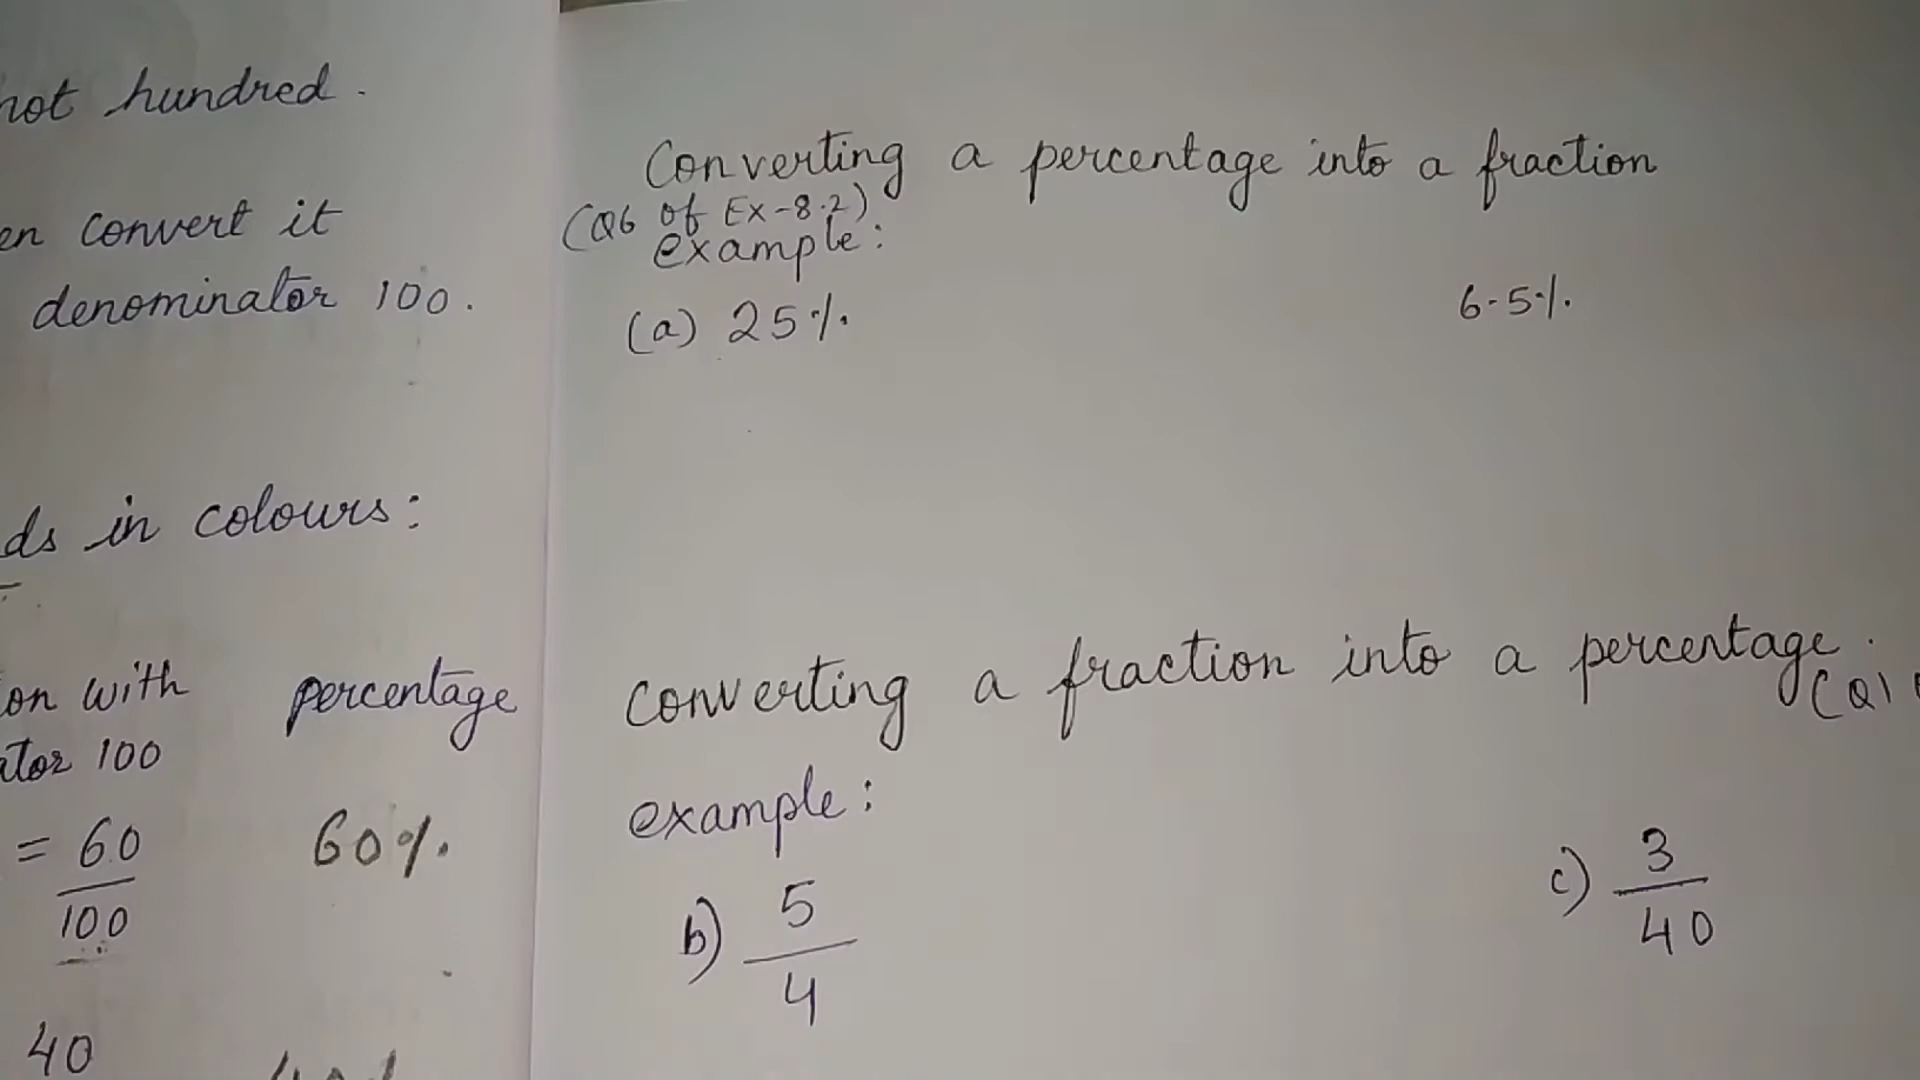 not hundred.
en convert it
denominator 100.
ds in colours:
on with percentage
ator 100
= 60/100 60%.
40
Converting a percentage into a fraction
(Q6 of Ex-8.2)
example:
(a) 25%. 6.5%.
Converting a fraction into a percentage.
(Q1
example:
b) 5/4 c) 3/40